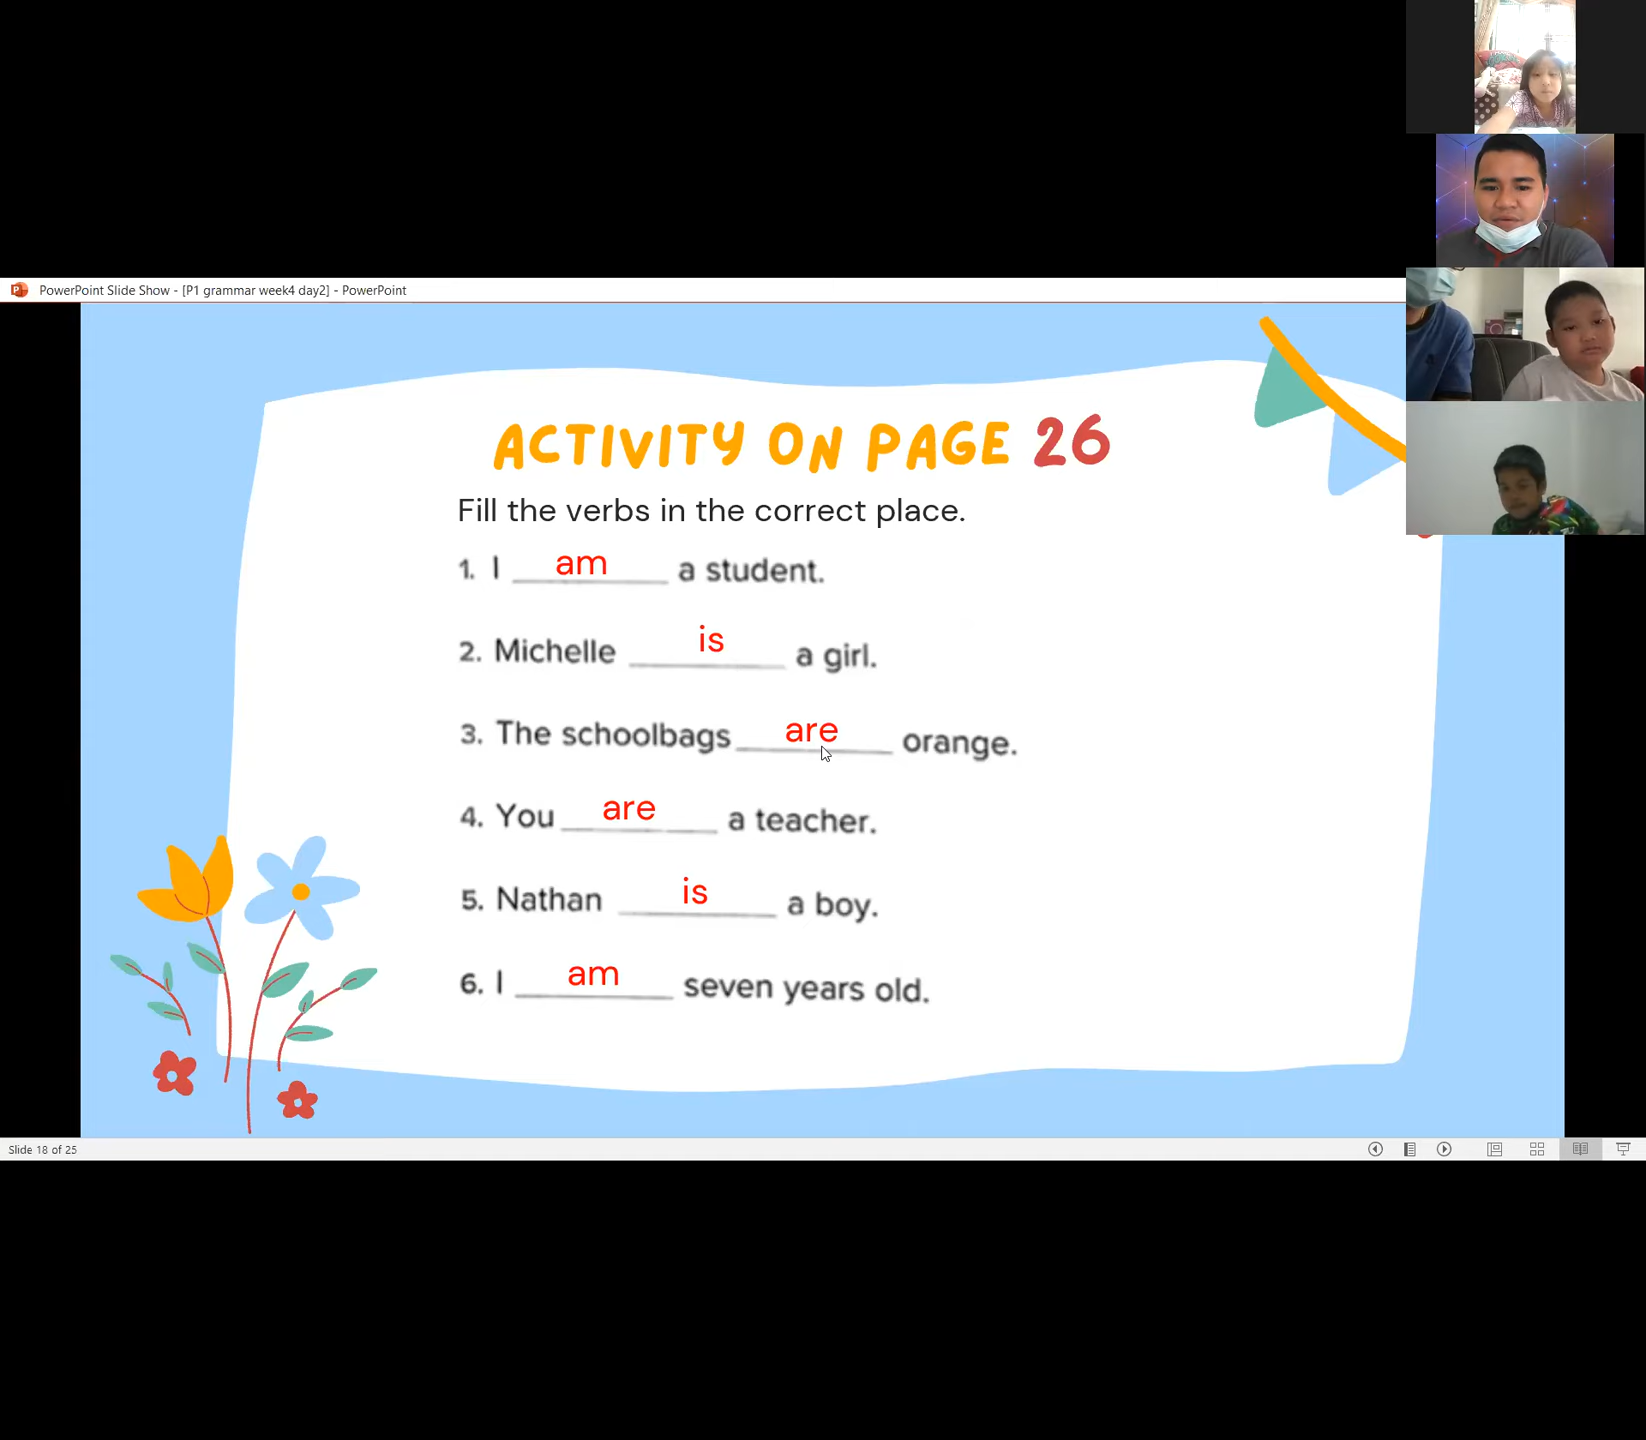 PowerPoint Slide Show - [P1 grammar week4 day2] - PowerPoint
ACTIVITY ON PAGE 26
Fill the verbs in the correct place.
1. I am a student.
2. Michelle is a girl.
3. The schoolbags are orange.
4. You are a teacher.
5. Nathan is a boy.
6. I am seven years old.
Slide 18 of 25